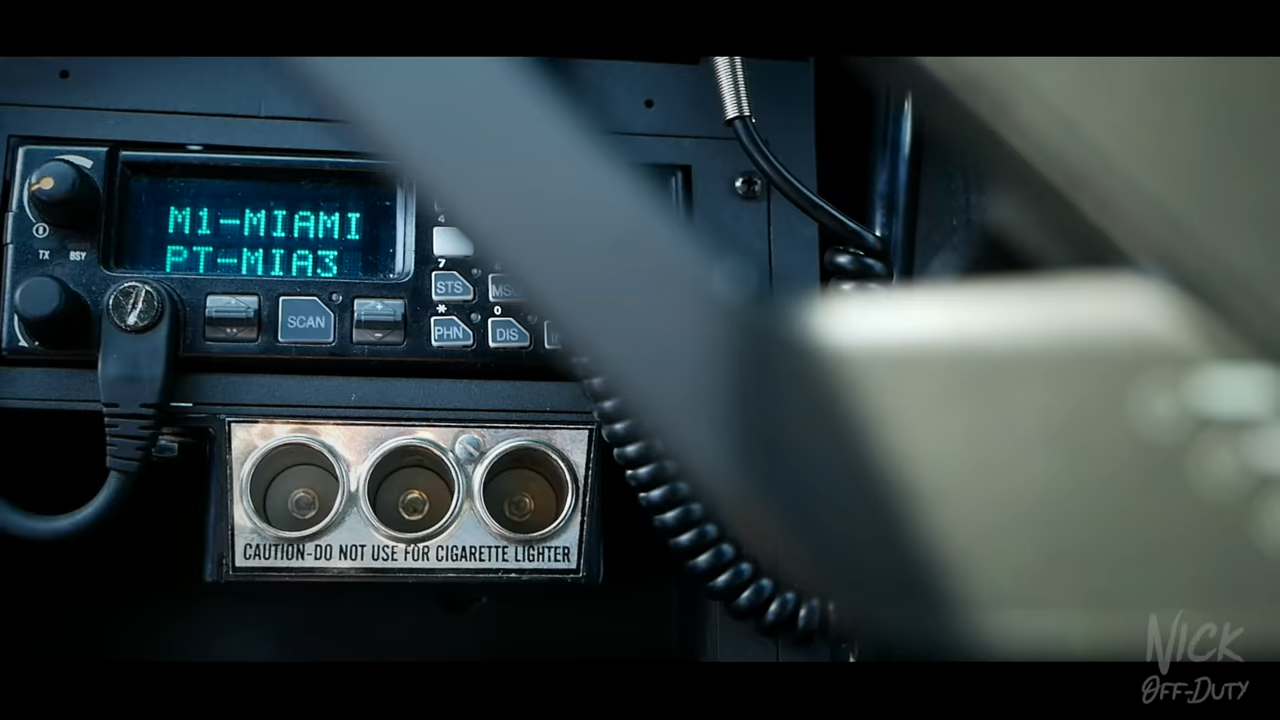 M1-MIAMI
PT-MIA3
TX BSY
SCAN
4
7
STS
*
0
PHN DIS
CAUTION-DO NOT USE FOR CIGARETTE LIGHTER
NICK
OFF-DUTY